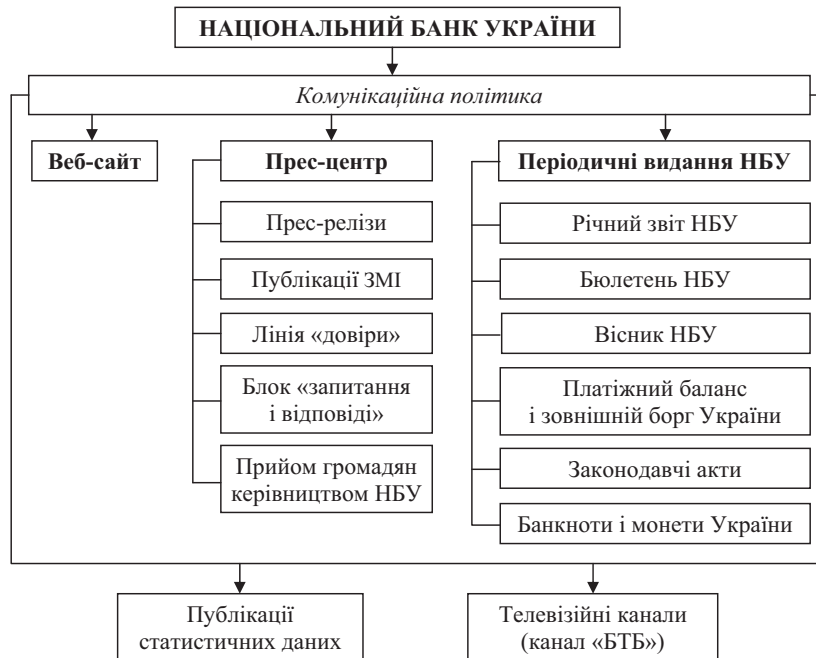 НАЦІОНАЛЬНИЙ БАНК УКРАЇНИ
Комунікаційна політика
Веб-сайт
Прес-центр
Прес-релізи
Публікації ЗМІ
Лінія «довіри»
Блок «запитання
і відповіді»
Прийом громадян
керівництвом НБУ
Періодичні видання НБУ
Річний звіт НБУ
Бюлетень НБУ
Вісник НБУ
Платіжний баланс
і зовнішній борг України
Законодавчі акти
Банкноти і монети України
Публікації
статистичних даних
Телевізійні канали
(канал «БТБ»)